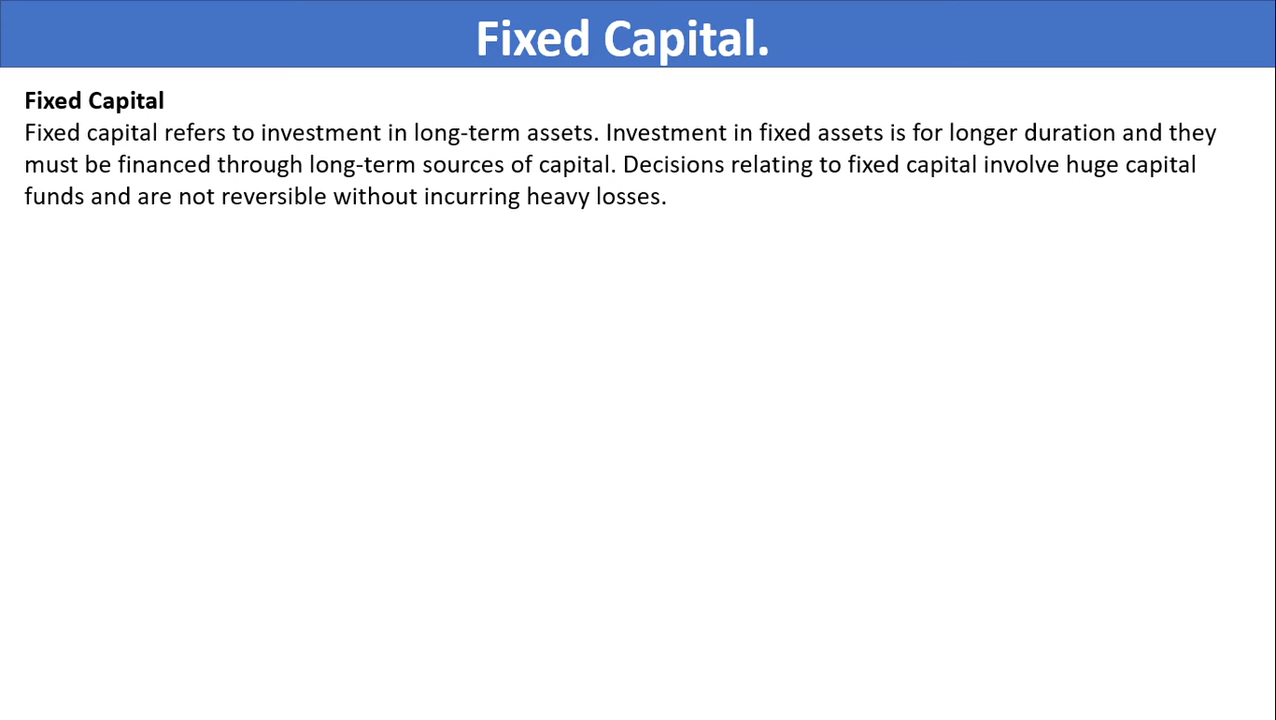 Fixed Capital.
Fixed Capital
Fixed capital refers to investment in long-term assets. Investment in fixed assets is for longer duration and they
must be financed through long-term sources of capital. Decisions relating to fixed capital involve huge capital
funds and are not reversible without incurring heavy losses.